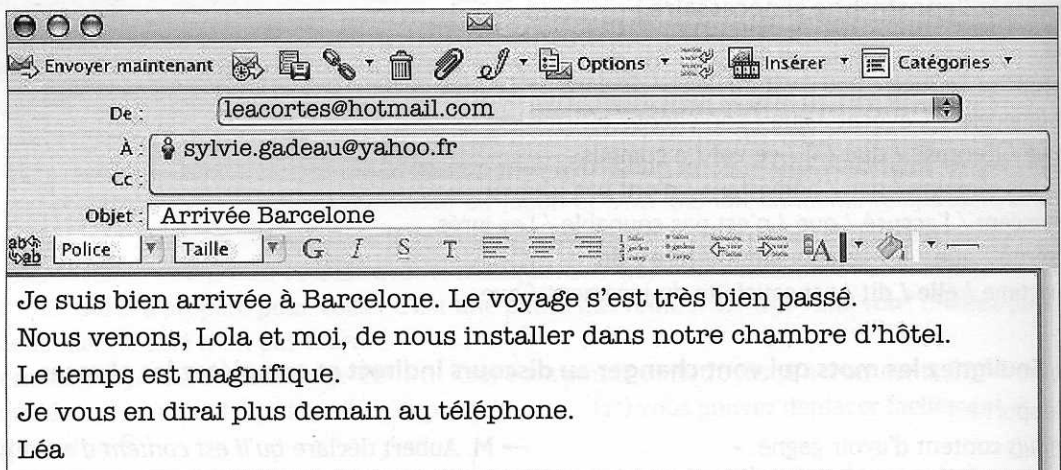 Envoyer maintenant Options Insérer Catégories
De : leacortes@hotmail.com
A : sylvie.gadeau@yahoo.fr
Cc :
Objet : Arrivée Barcelone
Police Taille G I S T
Je suis bien arrivée à Barcelone. Le voyage s'est très bien passé.
Nous venons, Lola et moi, de nous installer dans notre chambre d'hôtel.
Le temps est magnifique.
Je vous en dirai plus demain au téléphone.
Léa